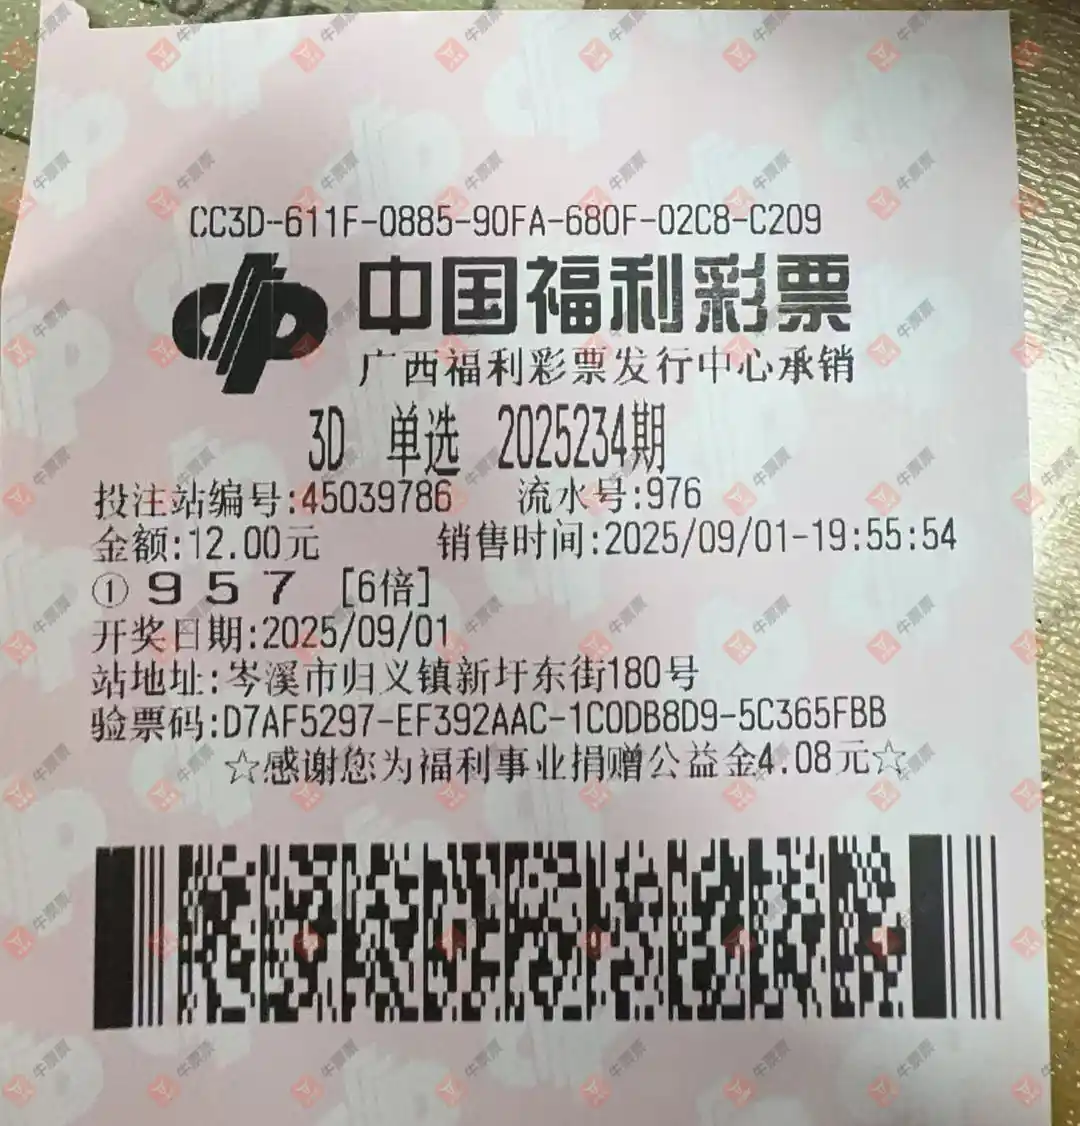 CC3D-611F-0885-90FA-680F-02C8-C209
中国福利彩票
广西福利彩票发行中心承销
3D 单选 2025234期
投注站编号:45039786 流水号:976
金额:12.00元 销售时间:2025/09/01-19:55:54
① 9 5 7 [6倍]
开奖日期:2025/09/01
站地址:岑溪市归义镇新圩东街180号
验票码:D7AF5297-EF392AAC-1C0DB8D9-5C365FBB
☆感谢您为福利事业捐赠公益金4.08元☆
牛票票